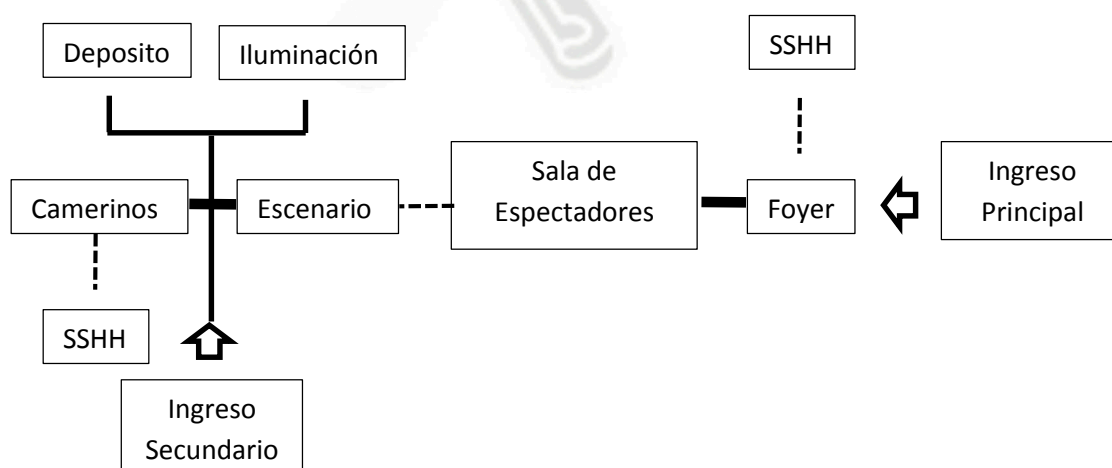 Deposito
Iluminación
SSHH
Camerinos
Escenario
Sala de
Espectadores
Foyer
Ingreso
Principal
SSHH
Ingreso
Secundario